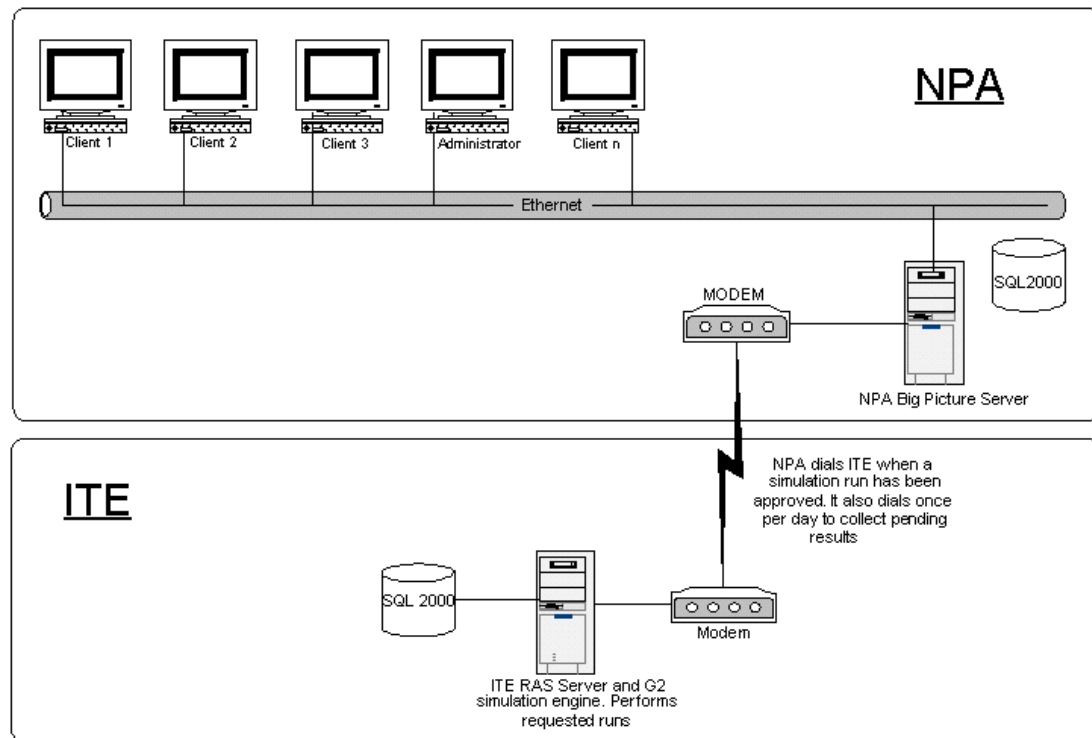 NPA
Client 1
Client 2
Client 3
Administrator
Client n
Ethernet
SQL2000
MODEM
NPA Big Picture Server
ITE
NPA dials ITE when a
simulation run has been
approved. It also dials once
per day to collect pending
results
SQL 2000
Modem
ITE RAS Server and G2
simulation engine. Performs
requested runs